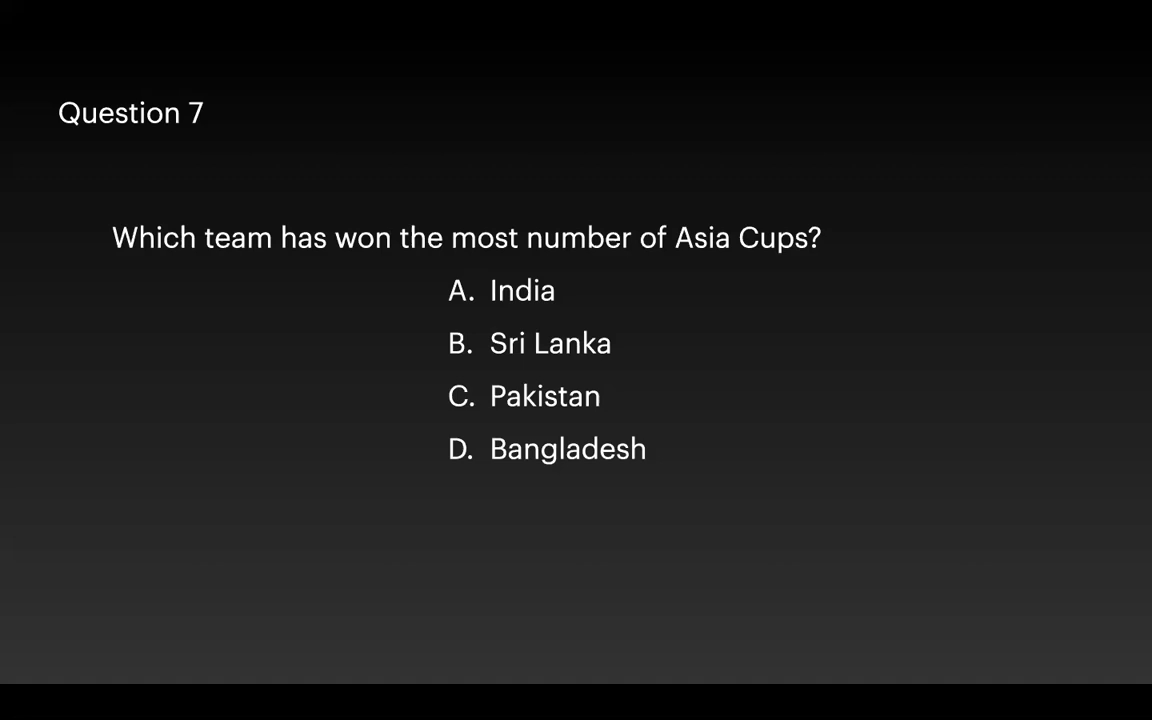 Question 7
Which team has won the most number of Asia Cups?
A. India
B. Sri Lanka
C. Pakistan
D. Bangladesh